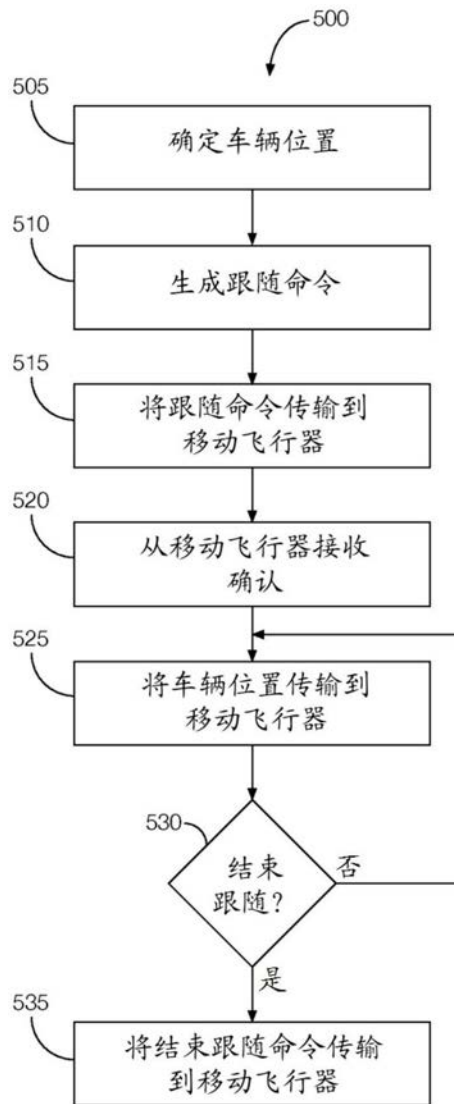 500
505
确定车辆位置
510
生成跟随命令
515
将跟随命令传输到
移动飞行器
520
从移动飞行器接收
确认
525
将车辆位置传输到
移动飞行器
530
结束
跟随?
否
是
535
将结束跟随命令传输
到移动飞行器